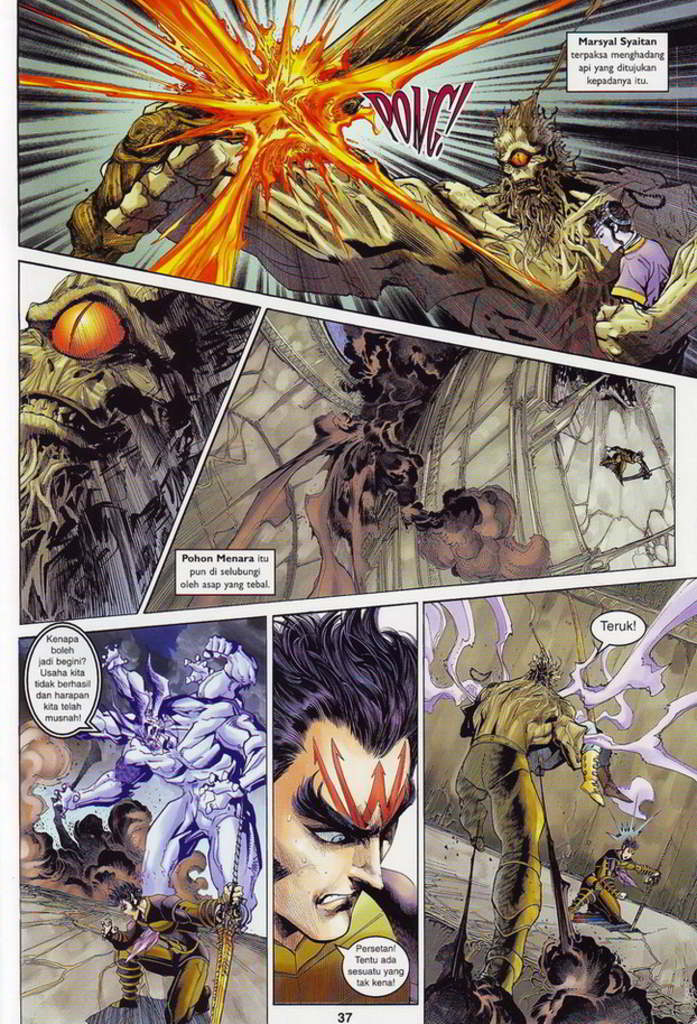 Marsyal Syaitan
terpaksa menghadang
api yang ditujukan
kepadanya itu.
PONG!
Pohon Menara itu
pun di selubungi
oleh asap yang tebal.
Kenapa
boleh
jadi begini?
Usaha kita
tidak berhasil
dan harapan
kita telah
musnah!
Persetan!
Tentu ada
sesuatu yang
tak kena!
Teruk!
37